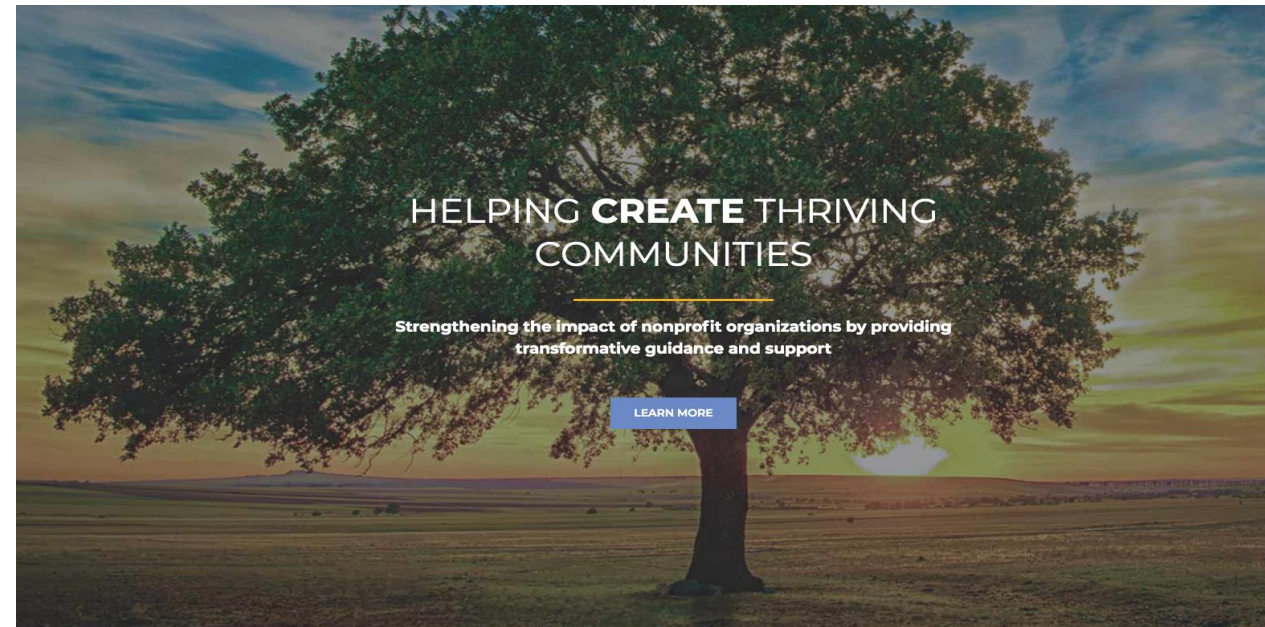 HELPING CREATE THRIVING
COMMUNITIES
Strengthening the impact of nonprofit organizations by providing
transformative guidance and support
LEARN MORE